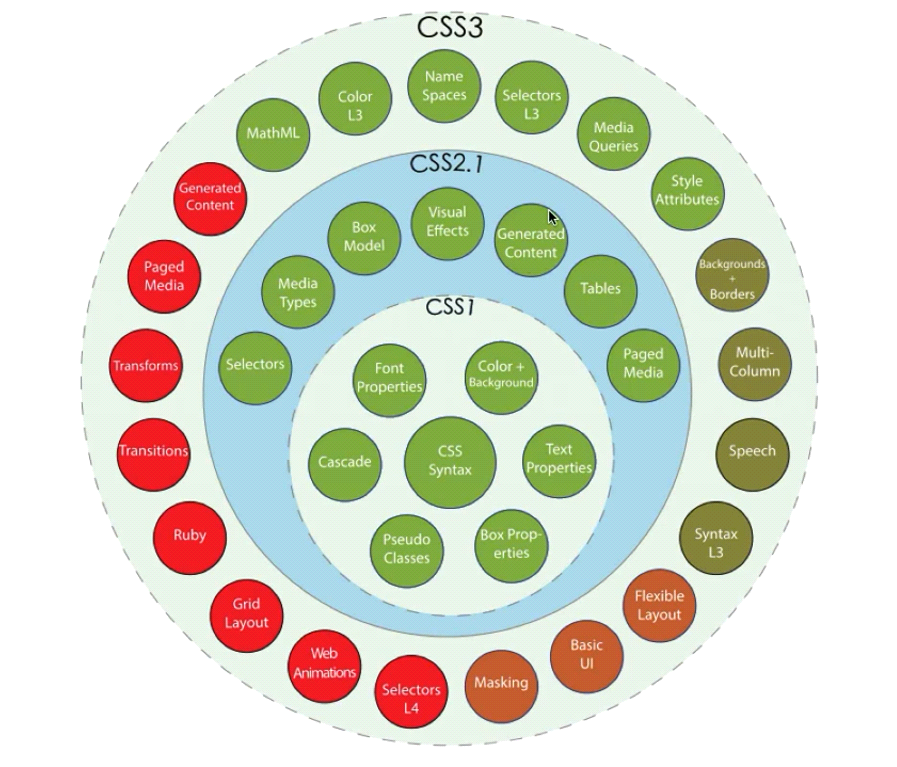 CSS3
Name
Spaces
Color
L3
Selectors
L3
MathML
Media
Queries
Generated
Content
Style
Attributes
Paged
Media
Backgrounds
+
Borders
Transforms
Multi-
Column
Transitions
Speech
Ruby
Syntax
L3
Grid
Layout
Flexible
Layout
Web
Animations
Basic
UI
Selectors
L4
Masking
CSS2.1
Visual
Effects
Box
Model
Generated
Content
Media
Types
Tables
Selectors
Paged
Media
CSS1
Font
Properties
Color +
Background
Cascade
CSS
Syntax
Text
Properties
Pseudo
Classes
Box Prop-
erties